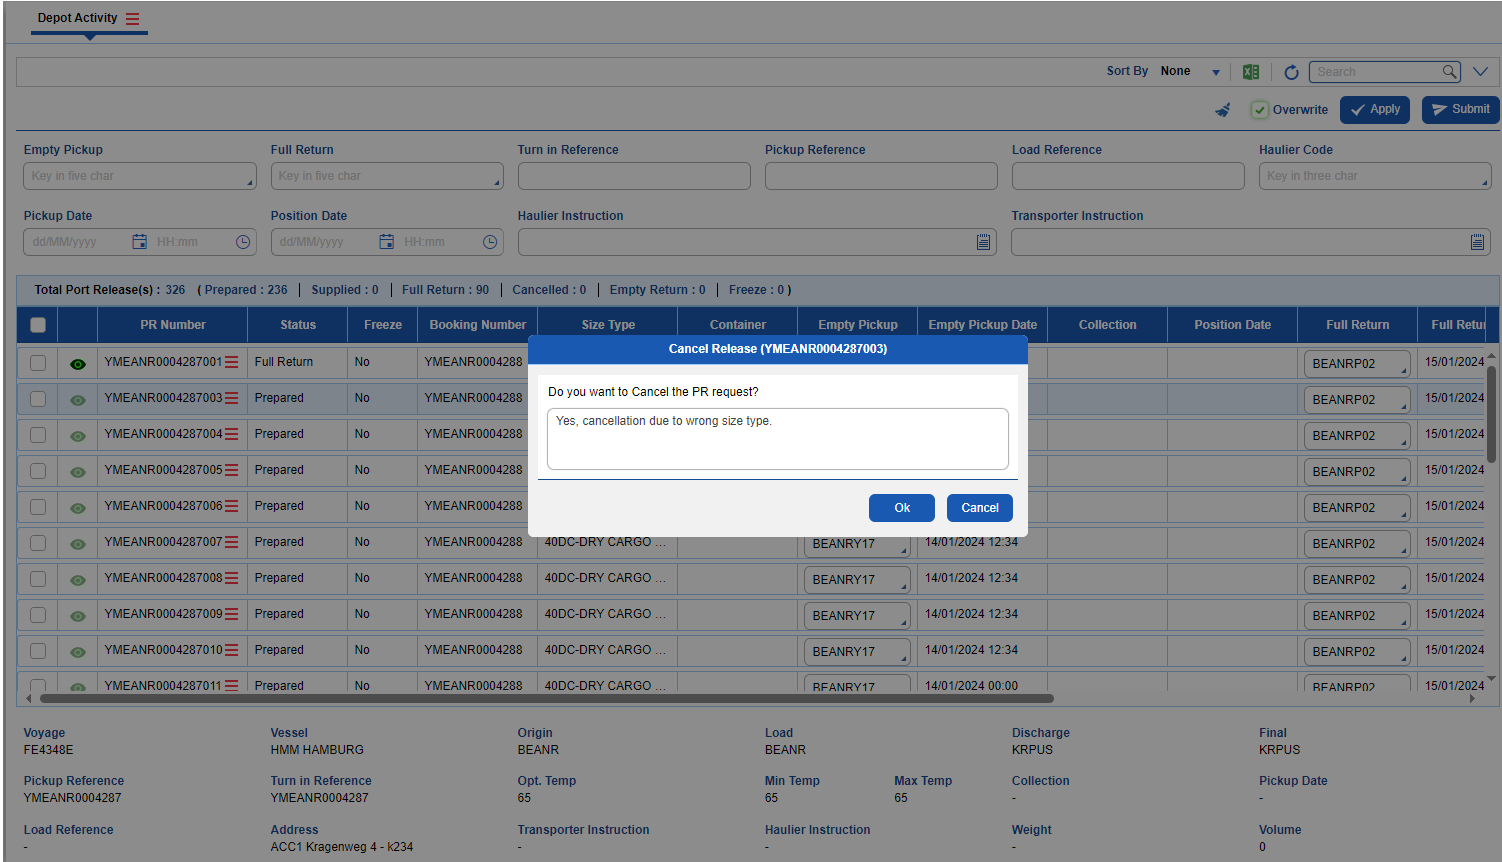 Depot Activity
Sort By None Search
Overwrite Apply Submit
Empty Pickup Full Return Turn in Reference Pickup Reference Load Reference Haulier Code
Key in five char Key in five char Key in three char
Pickup Date Position Date Haulier Instruction Transporter Instruction
dd/MM/yyyy HH:mm dd/MM/yyyy HH:mm
Total Port Release(s) : 326 ( Prepared : 236 | Supplied : 0 | Full Return : 90 | Cancelled : 0 | Empty Return : 0 | Freeze : 0 )
PR Number Status Freeze Booking Number Size Type Container Empty Pickup Empty Pickup Date Collection Position Date Full Return Full Retur
Cancel Release (YMEANR0004287003)
Do you want to Cancel the PR request?
Yes, cancellation due to wrong size type.
Ok Cancel
YMEANR0004287001 Full Return No YMEANR0004288 BEANRP02 15/01/2024
YMEANR0004287003 Prepared No YMEANR0004288 BEANRP02 15/01/2024
YMEANR0004287004 Prepared No YMEANR0004288 BEANRP02 15/01/2024
YMEANR0004287005 Prepared No YMEANR0004288 BEANRP02 15/01/2024
YMEANR0004287006 Prepared No YMEANR0004288 BEANRP02 15/01/2024
YMEANR0004287007 Prepared No YMEANR0004288 40DC-DRY CARGO ... BEANRY17 14/01/2024 12:34 BEANRP02 15/01/2024
YMEANR0004287008 Prepared No YMEANR0004288 40DC-DRY CARGO ... BEANRY17 14/01/2024 12:34 BEANRP02 15/01/2024
YMEANR0004287009 Prepared No YMEANR0004288 40DC-DRY CARGO ... BEANRY17 14/01/2024 12:34 BEANRP02 15/01/2024
YMEANR0004287010 Prepared No YMEANR0004288 40DC-DRY CARGO ... BEANRY17 14/01/2024 12:34 BEANRP02 15/01/2024
YMEANR0004287011 Prepared No YMEANR0004288 40DC-DRY CARGO ... BEANRY17 14/01/2024 00:00 BEANRP02 15/01/2024
Voyage Vessel Origin Load Discharge Final
FE4348E HMM HAMBURG BEANR BEANR KRPUS KRPUS
Pickup Reference Turn in Reference Opt. Temp Min Temp Max Temp Collection Pickup Date
YMEANR0004287 YMEANR0004287 65 65 65 - -
Load Reference Address Transporter Instruction Haulier Instruction Weight Volume
- ACC1 Kragenweg 4 - k234 - - - 0